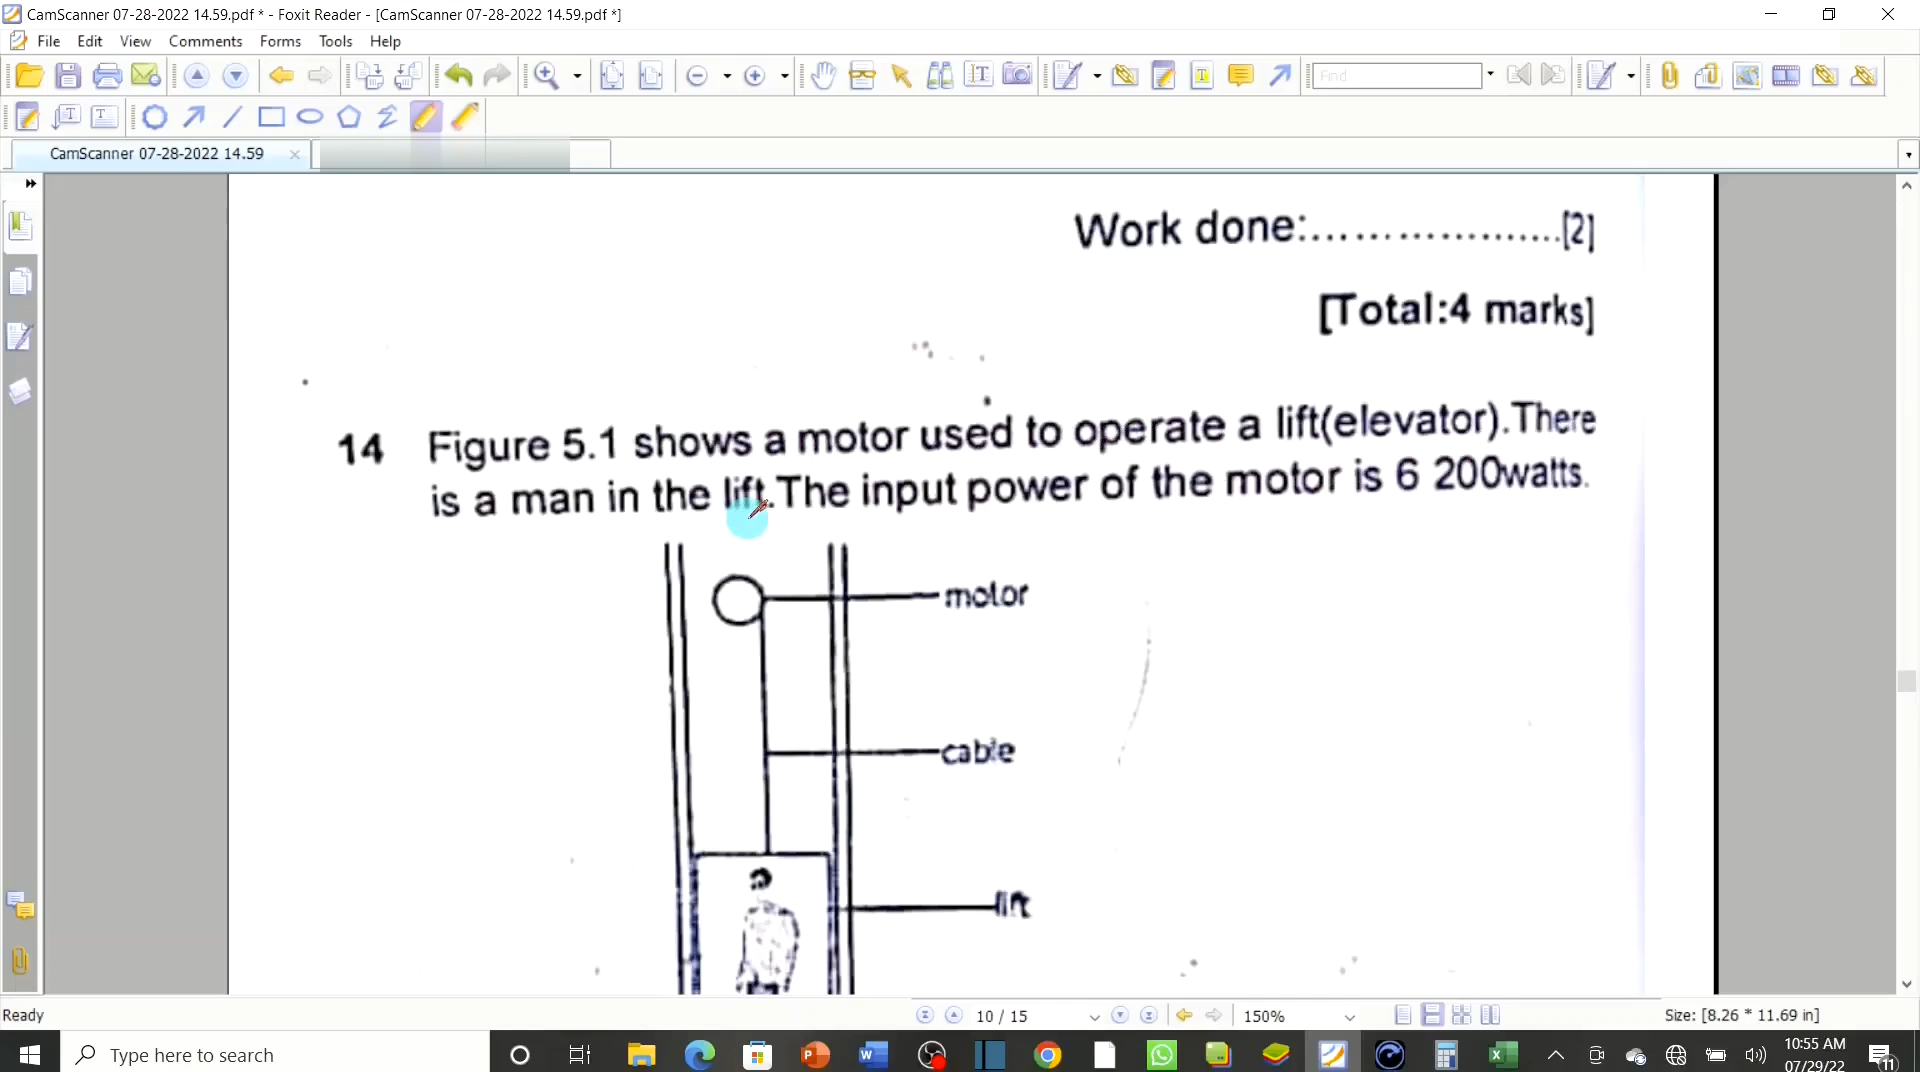 CamScanner 07-28-2022 14.59.pdf * - Foxit Reader - [CamScanner 07-28-2022 14.59.pdf *]
File Edit View Comments Forms Tools Help
Find
CamScanner 07-28-2022 14.59
Work done:......................[2]
[Total:4 marks]
14 Figure 5.1 shows a motor used to operate a lift(elevator).There
is a man in the lift.The input power of the motor is 6 200watts.
motor
cable
lift
Ready
10 / 15
150%
Size: [8.26 * 11.69 in]
Type here to search
10:55 AM
07/29/22
11